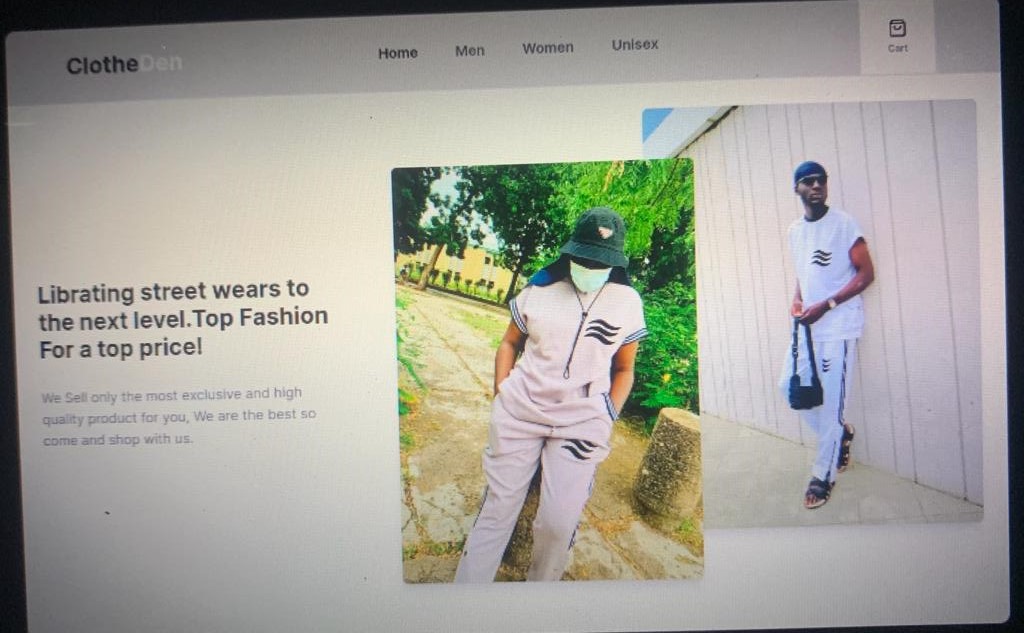 ClotheDen
Home Men Women Unisex
Cart
Librating street wears to
the next level.Top Fashion
For a top price!
We Sell only the most exclusive and high
quality product for you, We are the best so
come and shop with us.